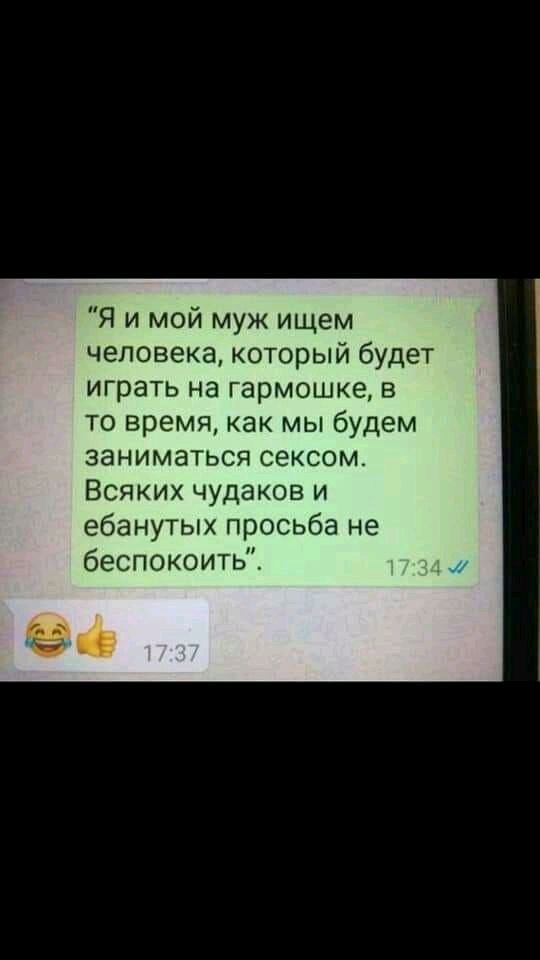 “Я и мой муж ищем
человека, который будет
играть на гармошке, в
то время, как мы будем
заниматься сексом.
Всяких чудаков и
ебанутых просьба не
беспокоить”.
17:34
😂👍 17:37